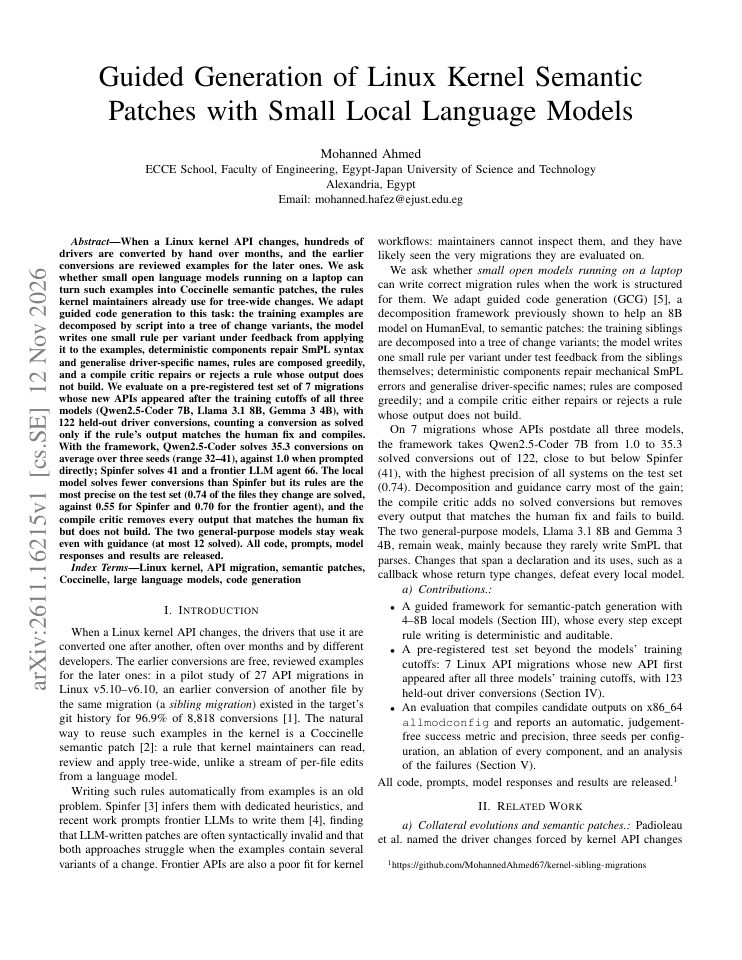 Guided Generation of Linux Kernel Semantic
Patches with Small Local Language Models
Mohanned Ahmed
ECCE School, Faculty of Engineering, Egypt-Japan University of Science and Technology
Alexandria, Egypt
Email: mohanned.hafez@ejust.edu.eg
arXiv:2611.16215v1 [cs.SE] 12 Nov 2026
Abstract—When a Linux kernel API changes, hundreds of
drivers are converted by hand over months, and the earlier
conversions are reviewed examples for the later ones. We ask
whether small open language models running on a laptop can
turn such examples into Coccinelle semantic patches, the rules
kernel maintainers already use for tree-wide changes. We adapt
guided code generation to this task: the training examples are
decomposed by script into a tree of change variants, the model
writes one small rule per variant under feedback from applying
it to the examples, deterministic components repair SmPL syntax
and generalise driver-specific names, rules are composed greedily,
and a compile critic repairs or rejects a rule whose output does
not build. We evaluate on a pre-registered test set of 7 migrations
whose new APIs appeared after the training cutoffs of all three
models (Qwen2.5-Coder 7B, Llama 3.1 8B, Gemma 3 4B), with
122 held-out driver conversions, counting a conversion as solved
only if the rule's output matches the human fix and compiles.
With the framework, Qwen2.5-Coder solves 35.3 conversions on
average over three seeds (range 32–41), against 1.0 when prompted
directly; Spinfer solves 41 and a frontier LLM agent 66. The local
model solves fewer conversions than Spinfer but its rules are the
most precise on the test set (0.74 of the files they change are solved,
against 0.55 for Spinfer and 0.70 for the frontier agent), and the
compile critic removes every output that matches the human fix
but does not build. The two general-purpose models stay weak
even with guidance (at most 12 solved). All code, prompts, model
responses and results are released.
Index Terms—Linux kernel, API migration, semantic patches,
Coccinelle, large language models, code generation
I. INTRODUCTION
When a Linux kernel API changes, the drivers that use it are
converted one after another, often over months and by different
developers. The earlier conversions are free, reviewed examples
for the later ones: in a pilot study of 27 API migrations in
Linux v5.10–v6.10, an earlier conversion of another file by
the same migration (a sibling migration) existed in the target's
git history for 96.9% of 8,818 conversions [1]. The natural
way to reuse such examples in the kernel is a Coccinelle
semantic patch [2]: a rule that kernel maintainers can read,
review and apply tree-wide, unlike a stream of per-file edits
from a language model.
Writing such rules automatically from examples is an old
problem. Spinfer [3] infers them with dedicated heuristics, and
recent work prompts frontier LLMs to write them [4], finding
that LLM-written patches are often syntactically invalid and that
both approaches struggle when the examples contain several
variants of a change. Frontier APIs are also a poor fit for kernel
workflows: maintainers cannot inspect them, and they have
likely seen the very migrations they are evaluated on.
We ask whether small open models running on a laptop
can write correct migration rules when the work is structured
for them. We adapt guided code generation (GCG) [5], a
decomposition framework previously shown to help an 8B
model on HumanEval, to semantic patches: the training siblings
are decomposed into a tree of change variants; the model writes
one small rule per variant under test feedback from the siblings
themselves; deterministic components repair mechanical SmPL
errors and generalise driver-specific names; rules are composed
greedily; and a compile critic either repairs or rejects a rule
whose output does not build.
On 7 migrations whose APIs postdate all three models,
the framework takes Qwen2.5-Coder 7B from 1.0 to 35.3
solved conversions out of 122, close to but below Spinfer
(41), with the highest precision of all systems on the test set
(0.74). Decomposition and guidance carry most of the gain;
the compile critic adds no solved conversions but removes
every output that matches the human fix and fails to build.
The two general-purpose models, Llama 3.1 8B and Gemma 3
4B, remain weak, mainly because they rarely write SmPL that
parses. Changes that span a declaration and its uses, such as a
callback whose return type changes, defeat every local model.
a) Contributions.:
• A guided framework for semantic-patch generation with
4–8B local models (Section III), whose every step except
rule writing is deterministic and auditable.
• A pre-registered test set beyond the models' training
cutoffs: 7 Linux API migrations whose new API first
appeared after all three models' training cutoffs, with 123
held-out driver conversions (Section IV).
• An evaluation that compiles candidate outputs on x86_64
allmodconfig and reports an automatic, judgement-
free success metric and precision, three seeds per config-
uration, an ablation of every component, and an analysis
of the failures (Section V).
All code, prompts, model responses and results are released.1
II. RELATED WORK
a) Collateral evolutions and semantic patches.: Padioleau
et al. named the driver changes forced by kernel API changes
1https://github.com/MohannedAhmed67/kernel-sibling-migrations